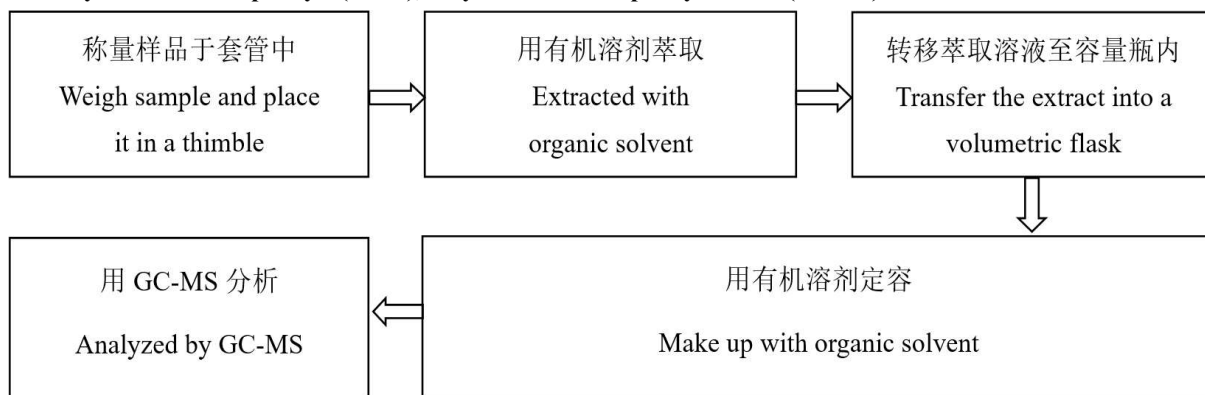 称量样品于套管中
Weigh sample and place
it in a thimble
用有机溶剂萃取
Extracted with
organic solvent
转移萃取溶液至容量瓶内
Transfer the extract into a
volumetric flask
用 GC-MS 分析
Analyzed by GC-MS
用有机溶剂定容
Make up with organic solvent